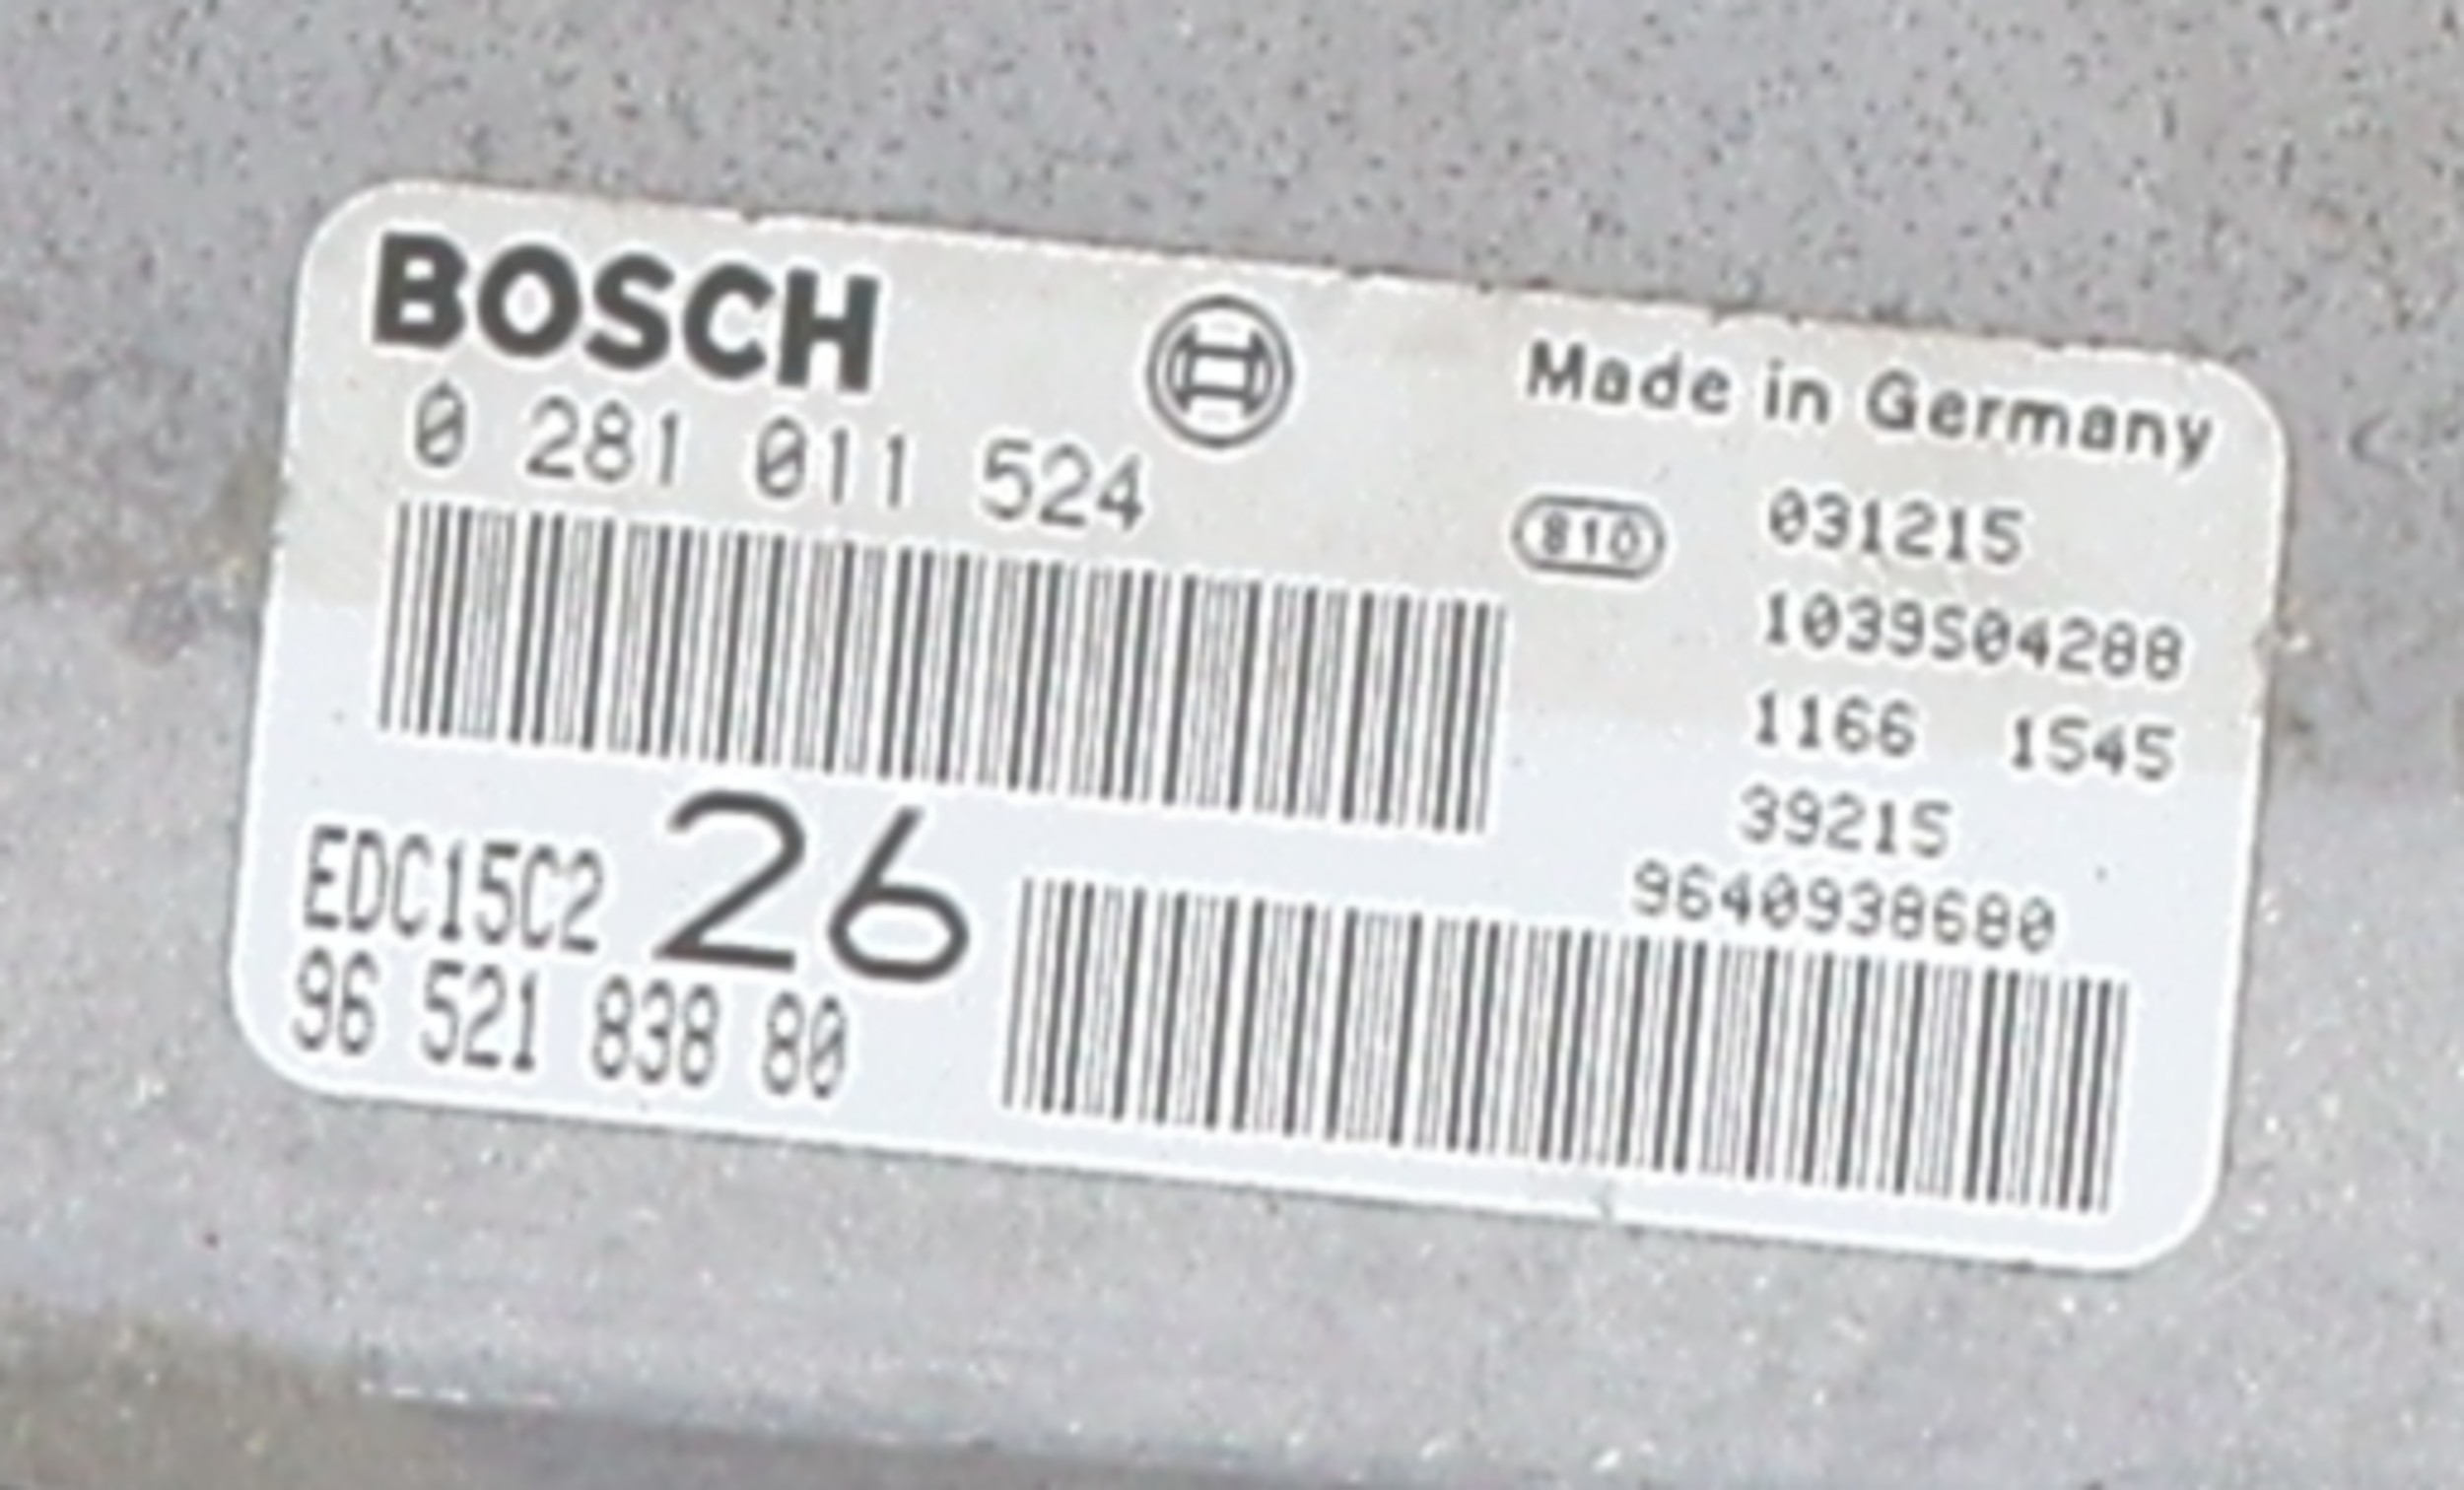 BOSCH
0 281 011 524
Made in Germany
810 031215
1039S04288
1166 1545
39215
9640938680
EDC15C2 26
96 521 838 80